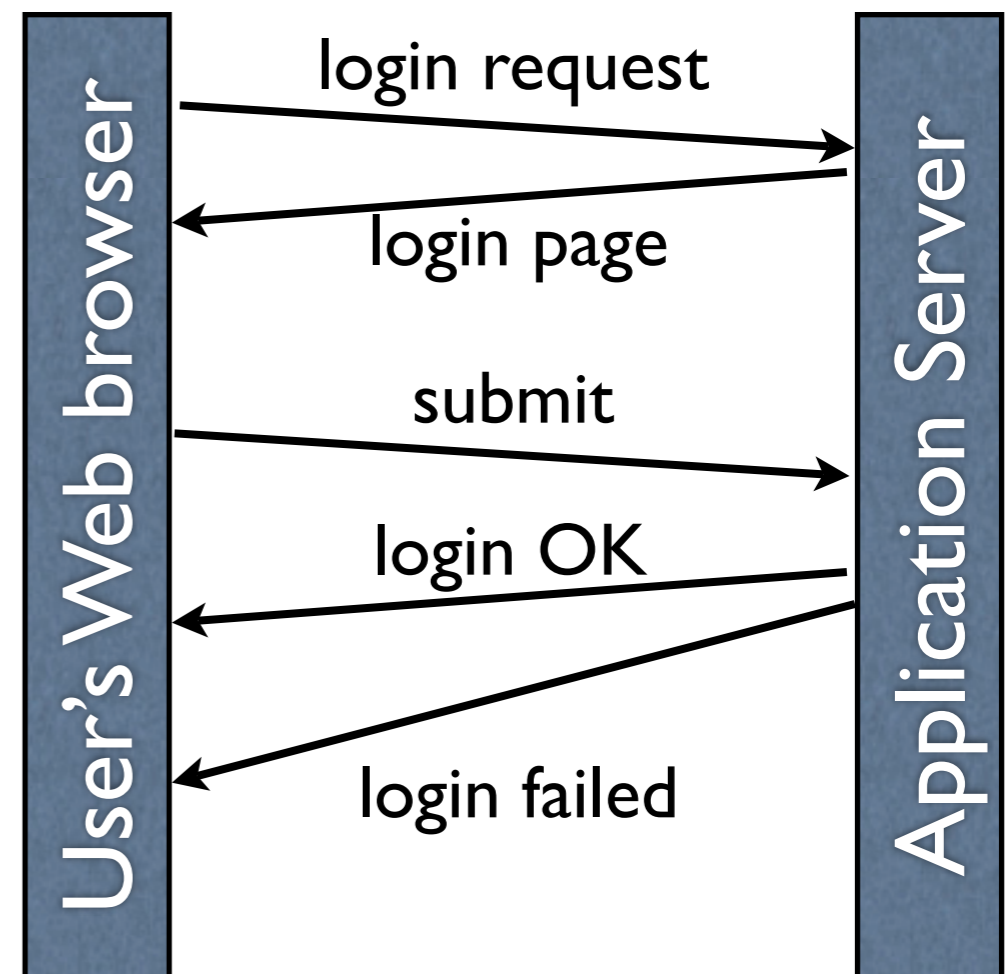 User's Web browser
login request
login page
submit
login OK
login failed
Application Server